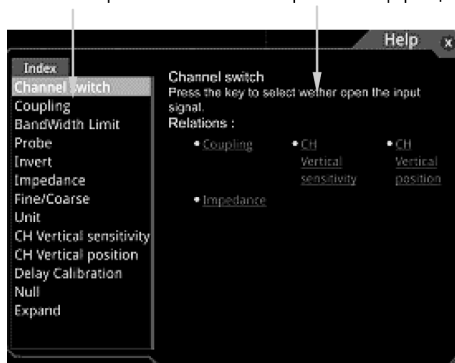 Help x
Index
Channel switch
Coupling
BandWidth Limit
Probe
Invert
Impedance
Fine/Coarse
Unit
CH Vertical sensitivity
CH Vertical position
Delay Calibration
Null
Expand
Channel switch
Press the key to select wether open the input
signal.
Relations :
• Coupling • CH • CH
Vertical Vertical
sensitivity position
• Impedance